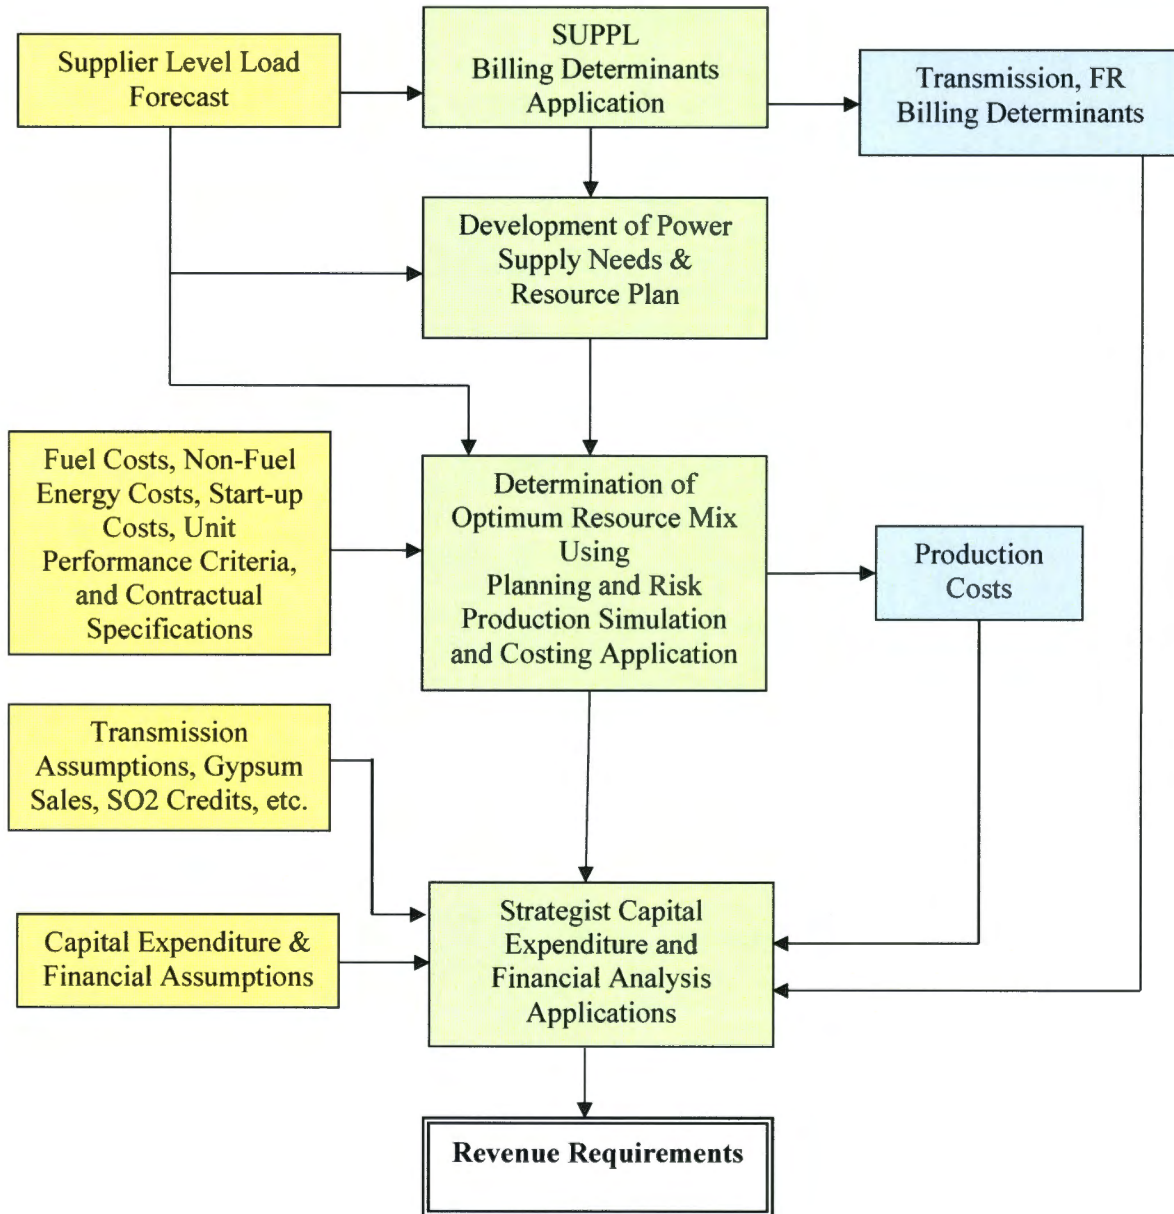 Supplier Level Load
Forecast
SUPPL
Billing Determinants
Application
Transmission, FR
Billing Determinants
Development of Power
Supply Needs &
Resource Plan
Fuel Costs, Non-Fuel
Energy Costs, Start-up
Costs, Unit
Performance Criteria,
and Contractual
Specifications
Determination of
Optimum Resource Mix
Using
Planning and Risk
Production Simulation
and Costing Application
Production
Costs
Transmission
Assumptions, Gypsum
Sales, SO2 Credits, etc.
Capital Expenditure &
Financial Assumptions
Strategist Capital
Expenditure and
Financial Analysis
Applications
Revenue Requirements